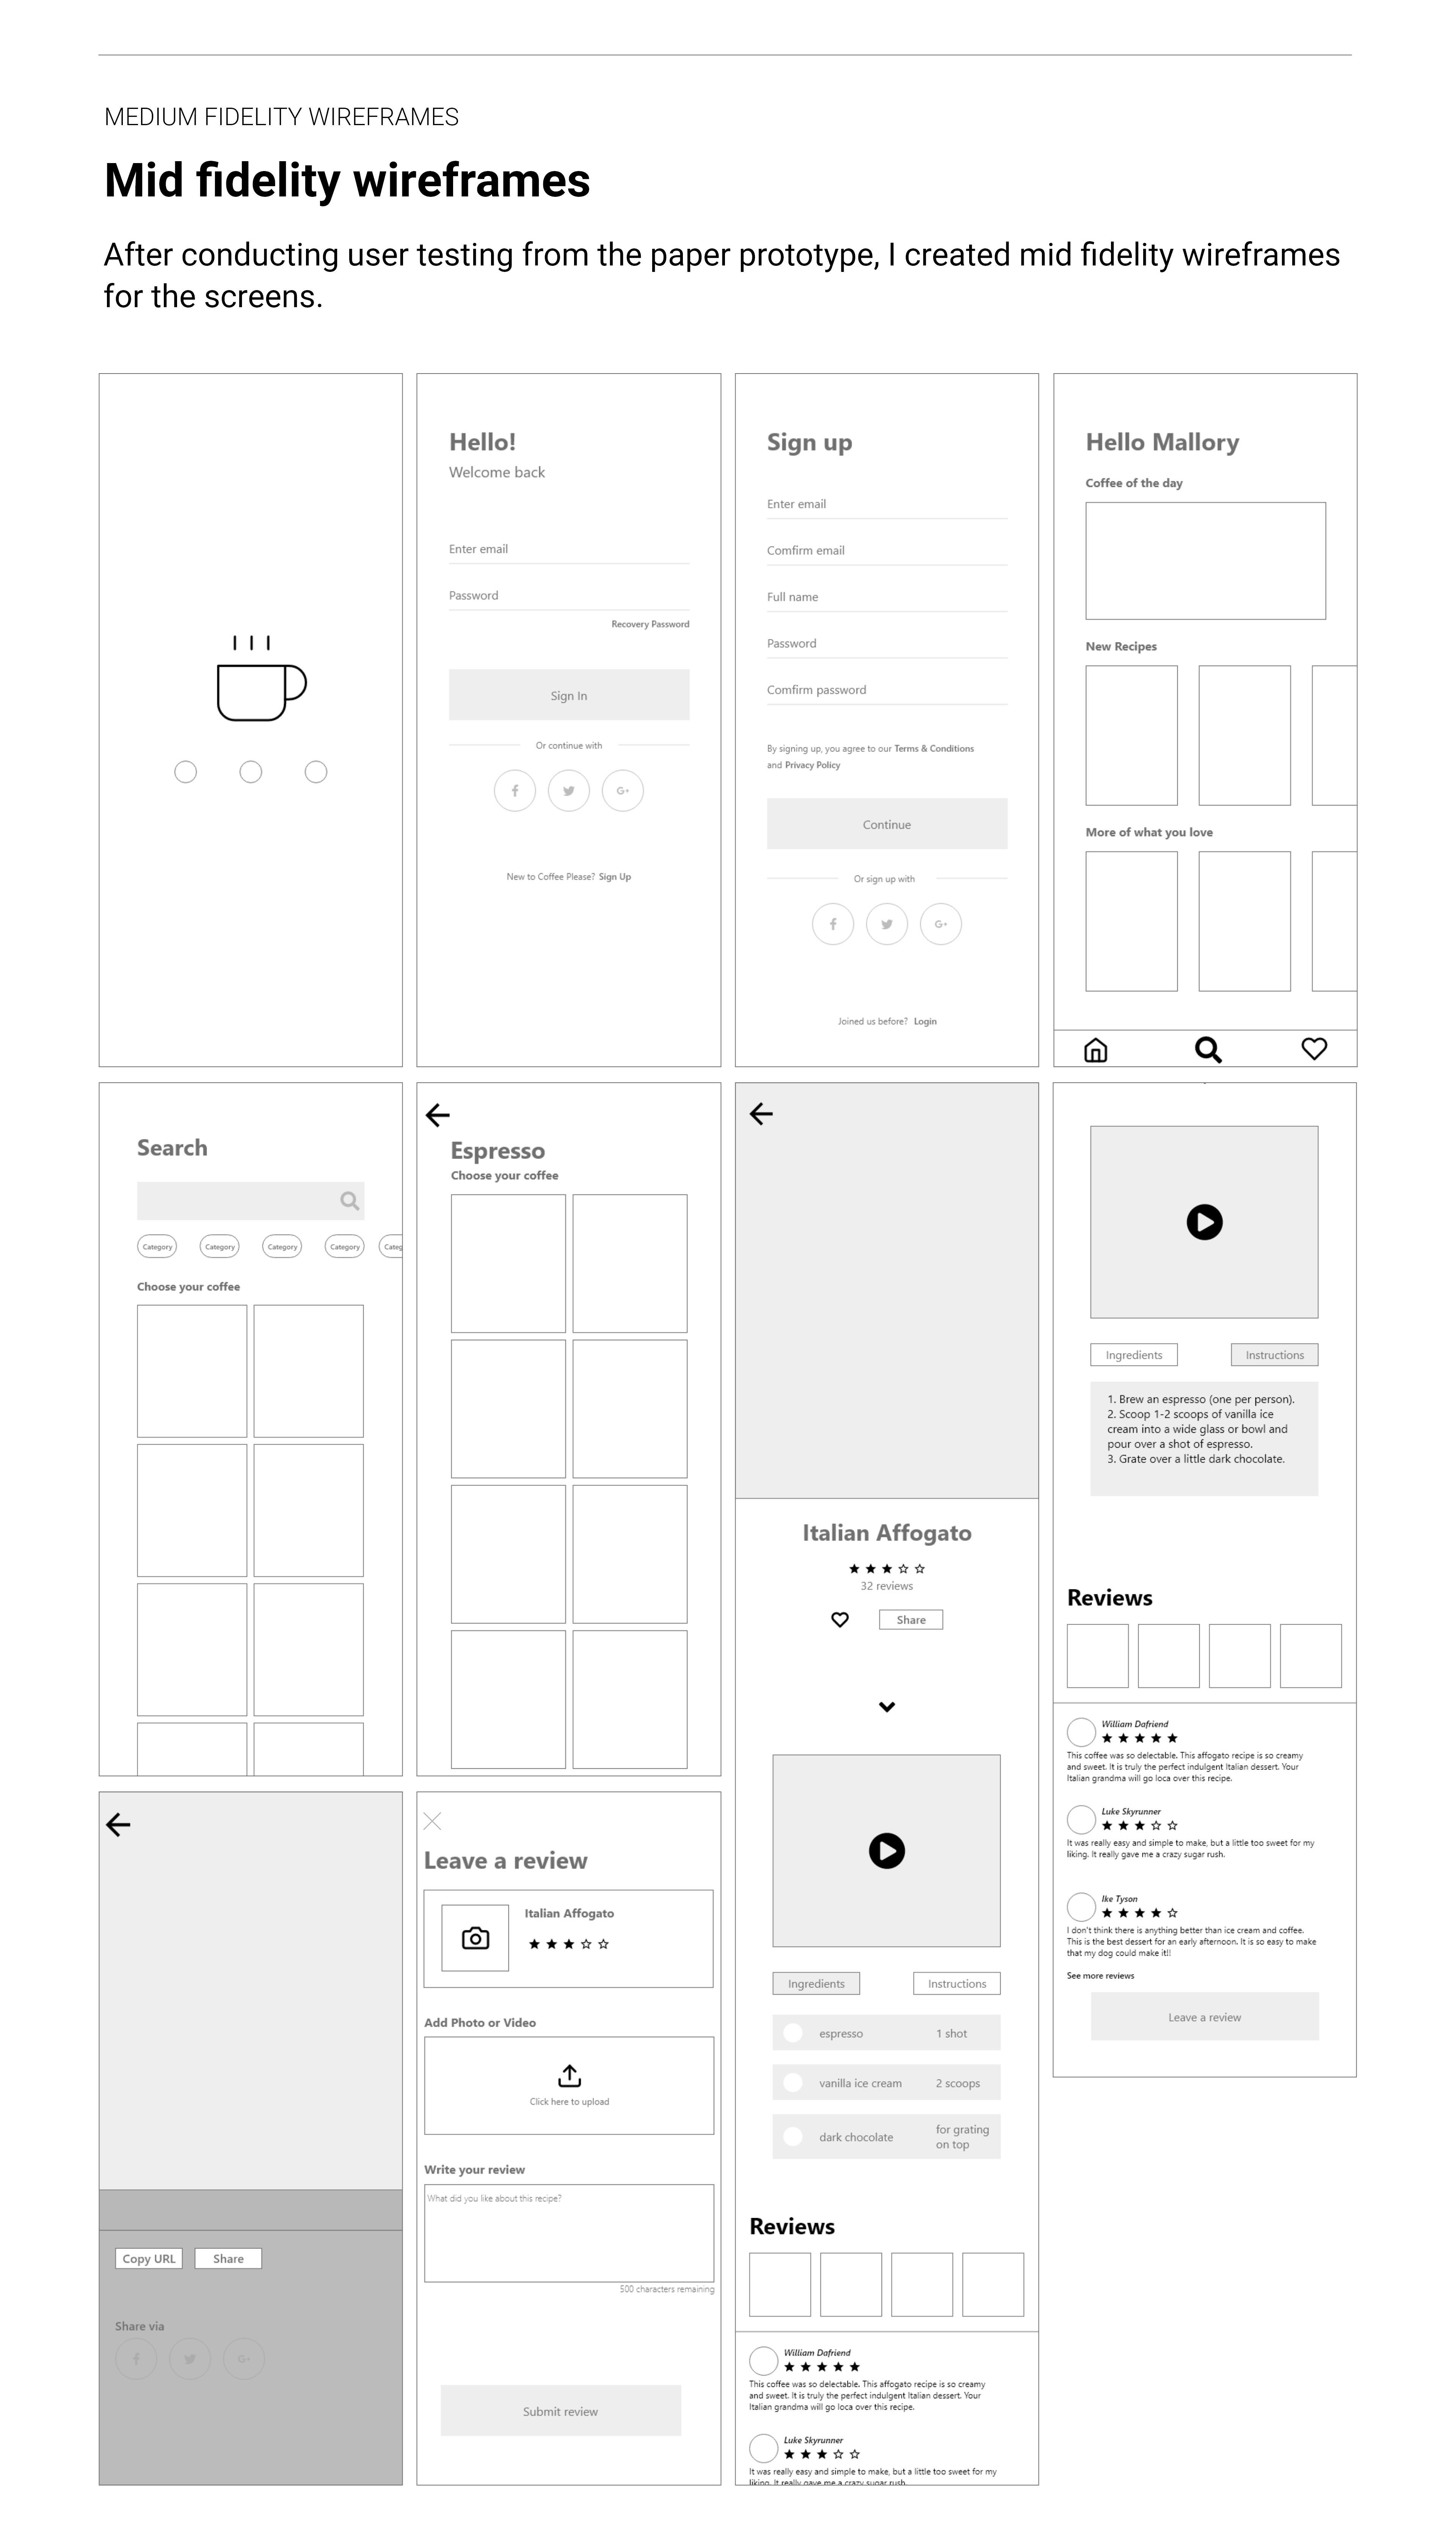 MEDIUM FIDELITY WIREFRAMES
Mid fidelity wireframes
After conducting user testing from the paper prototype, I created mid fidelity wireframes
for the screens.
Hello!
Welcome back
Enter email
Password
Recovery Password
Sign In
Or continue with
New to Coffee Please? Sign Up
Sign up
Enter email
Comfirm email
Full name
Password
Comfirm password
By signing up, you agree to our Terms & Conditions
and Privacy Policy
Continue
Or sign up with
Joined us before? Login
Hello Mallory
Coffee of the day
New Recipes
More of what you love
Search
Category
Category
Category
Category
Categ
Choose your coffee
Espresso
Choose your coffee
Italian Affogato
32 reviews
Share
Ingredients
Instructions
espresso
1 shot
vanilla ice cream
2 scoops
dark chocolate
for grating
on top
Reviews
William Dafriend
This coffee was so delectable. This affogato recipe is so creamy
and sweet. It is truly the perfect indulgent Italian dessert. Your
Italian grandma will go loca over this recipe.
Luke Skyrunner
It was really easy and simple to make, but a little too sweet for my
liking. It really gave me a crazy sugar rush.
Ingredients
Instructions
1. Brew an espresso (one per person).
2. Scoop 1-2 scoops of vanilla ice
cream into a wide glass or bowl and
pour over a shot of espresso.
3. Grate over a little dark chocolate.
Reviews
William Dafriend
This coffee was so delectable. This affogato recipe is so creamy
and sweet. It is truly the perfect indulgent Italian dessert. Your
Italian grandma will go loca over this recipe.
Luke Skyrunner
It was really easy and simple to make, but a little too sweet for my
liking. It really gave me a crazy sugar rush.
Ike Tyson
I don't think there is anything better than ice cream and coffee.
This is the best dessert for an early afternoon. It is so easy to make
that my dog could make it!!
See more reviews
Leave a review
Copy URL
Share
Share via
Leave a review
Italian Affogato
Add Photo or Video
Click here to upload
Write your review
What did you like about this recipe?
500 characters remaining
Submit review